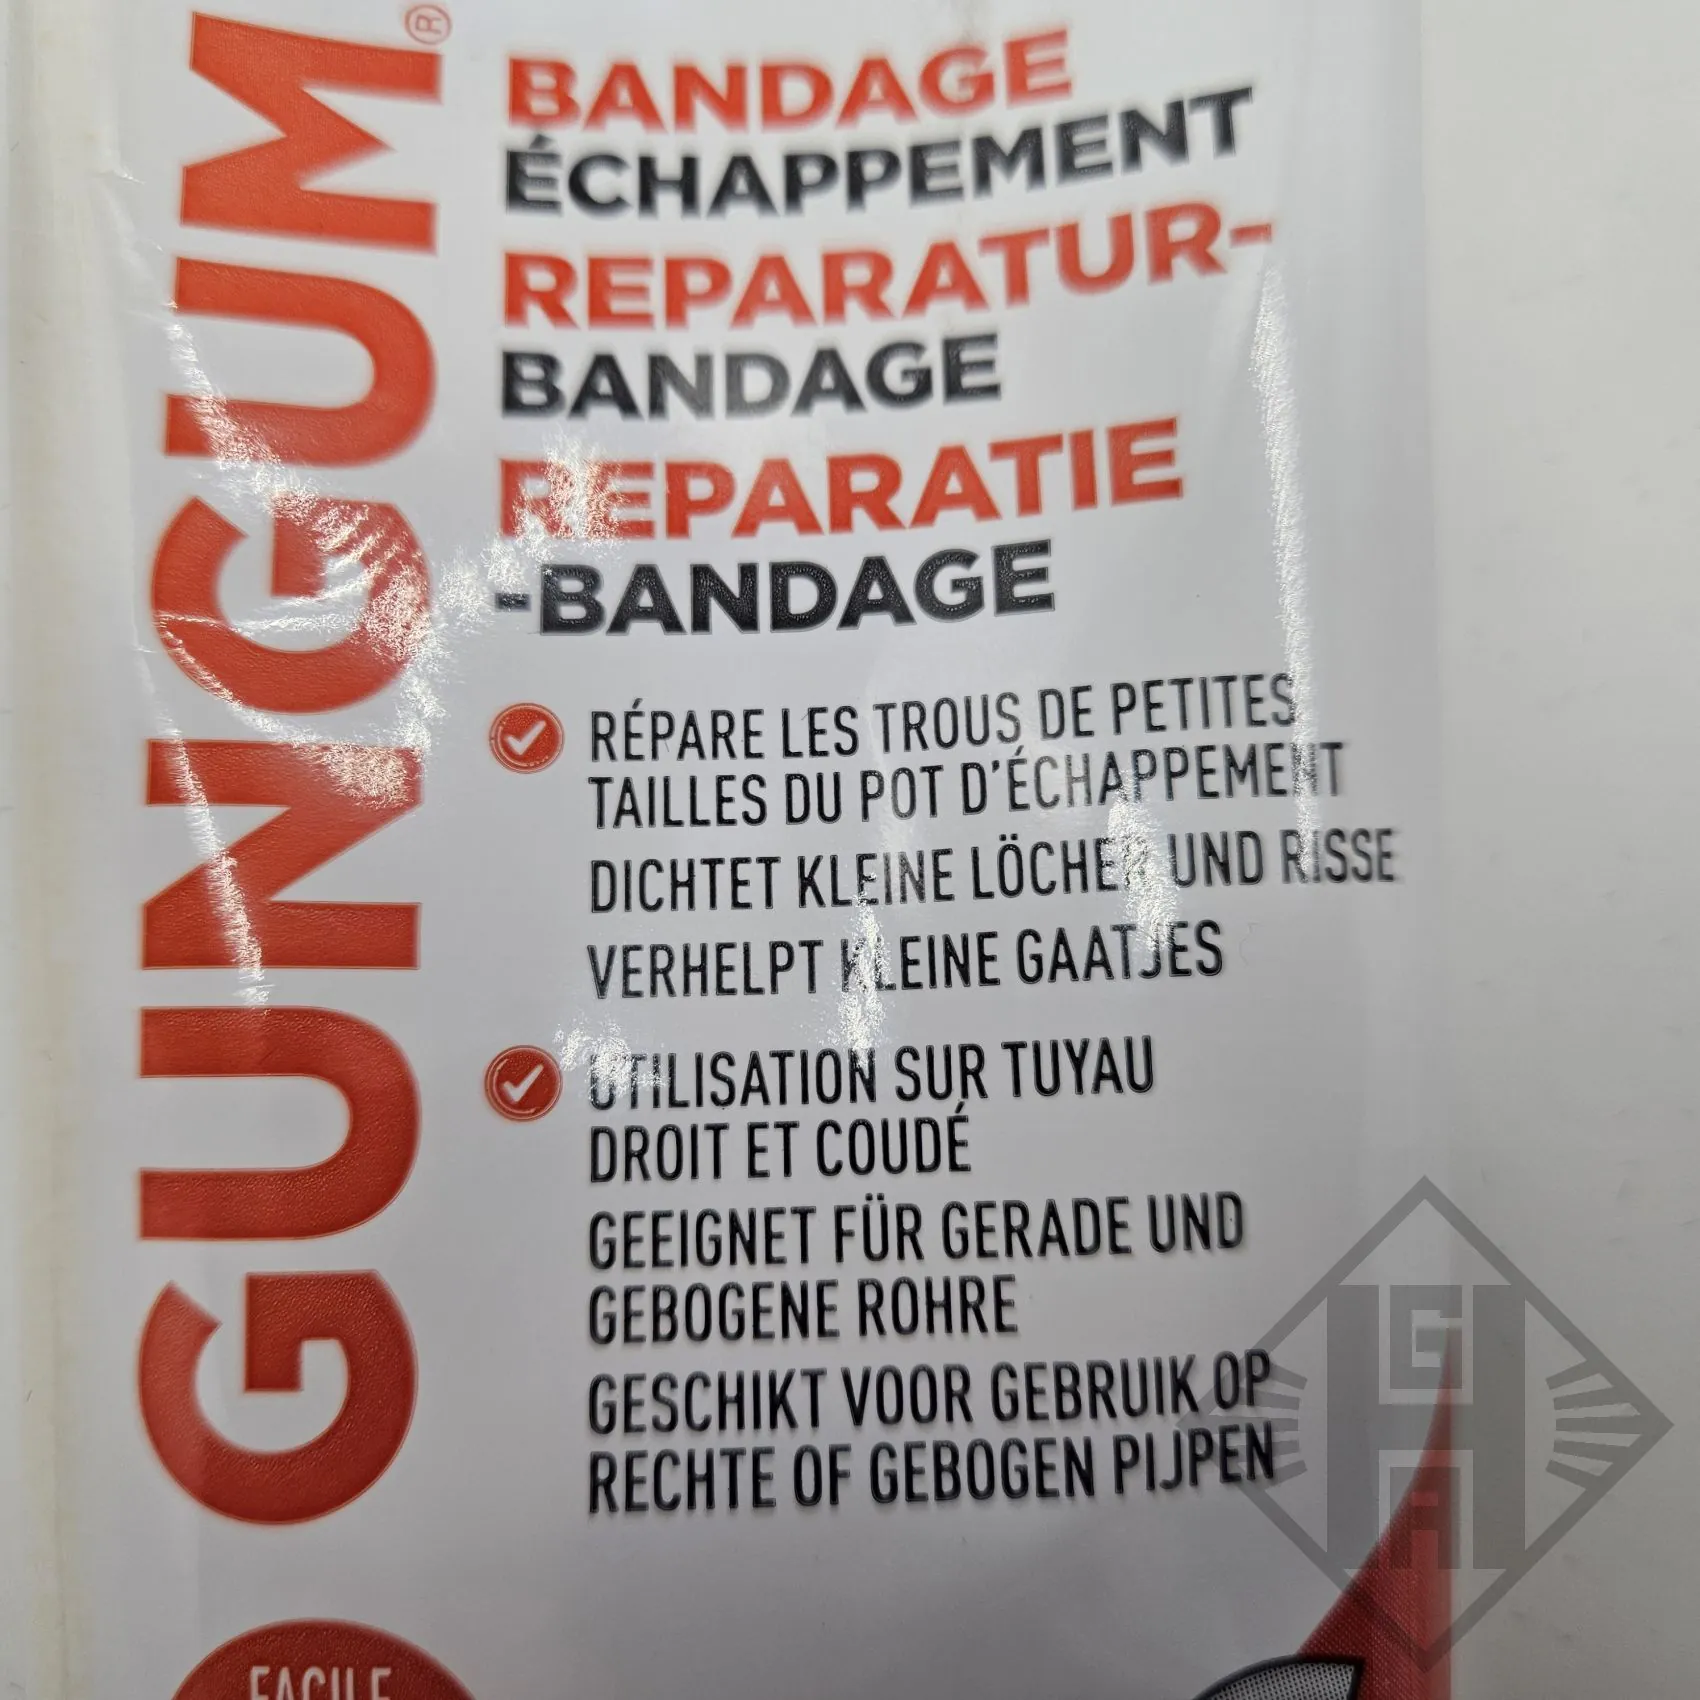 GUNGUM®
BANDAGE
ÉCHAPPEMENT
REPARATUR-
BANDAGE
REPARATIE
-BANDAGE
RÉPARE LES TROUS DE PETITES
TAILLES DU POT D'ÉCHAPPEMENT
DICHTET KLEINE LÖCHER UND RISSE
VERHELPT KLEINE GAATJES
UTILISATION SUR TUYAU
DROIT ET COUDÉ
GEEIGNET FÜR GERADE UND
GEBOGENE ROHRE
GESCHIKT VOOR GEBRUIK OP
RECHTE OF GEBOGEN PIJPEN
FACILE